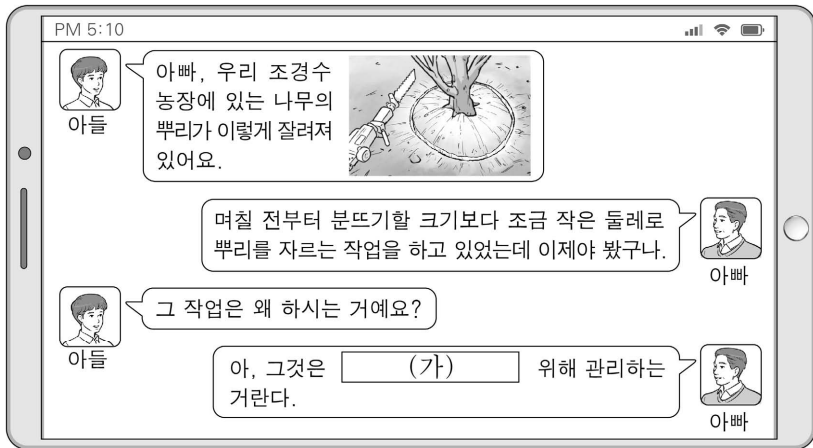 PM 5:10
아빠, 우리 조경수
농장에 있는 나무의
뿌리가 이렇게 잘려져
있어요.
아들
며칠 전부터 분뜨기할 크기보다 조금 작은 둘레로
뿌리를 자르는 작업을 하고 있었는데 이제야 봤구나.
아빠
그 작업은 왜 하시는 거예요?
아들
아, 그것은 (가) 위해 관리하는
거란다.
아빠